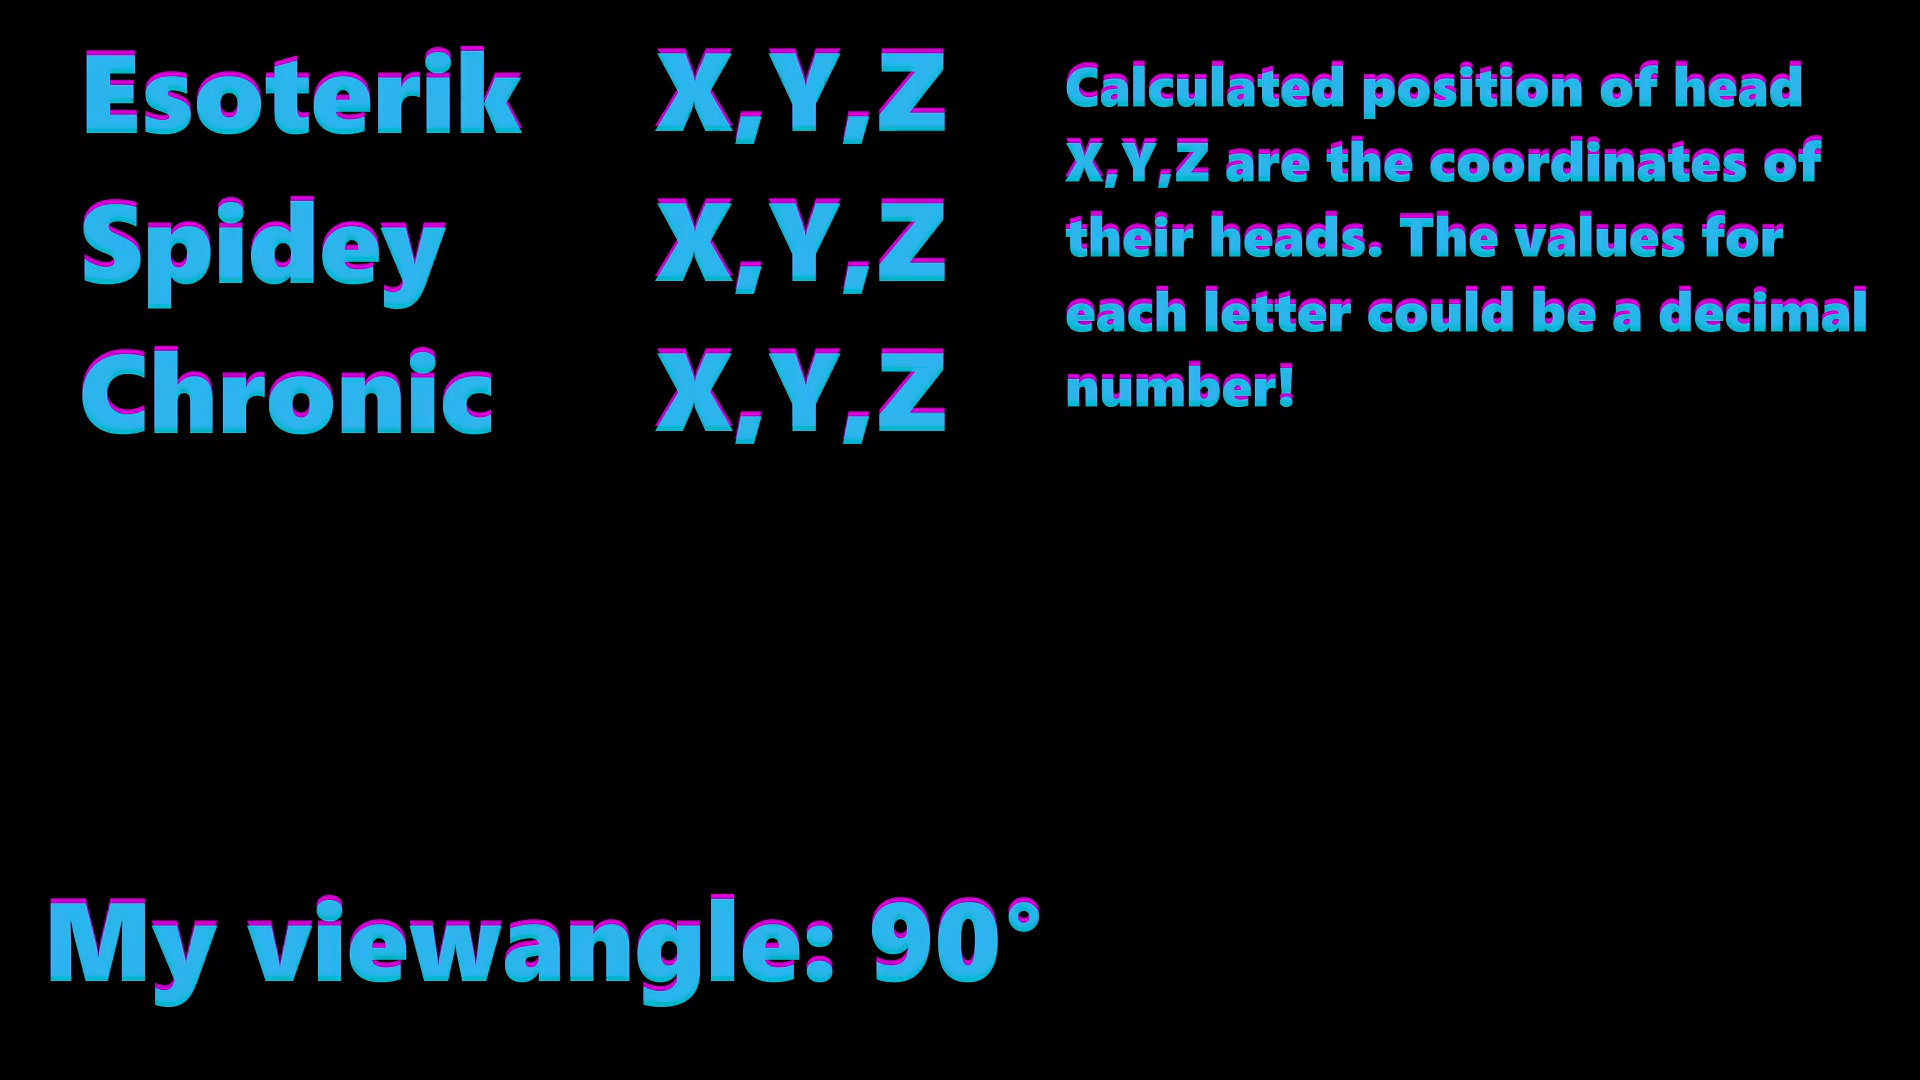 Esoterik X,Y,Z
Spidey X,Y,Z
Chronic X,Y,Z
Calculated position of head
X,Y,Z are the coordinates of
their heads. The values for
each letter could be a decimal
number!
My viewangle: 90°